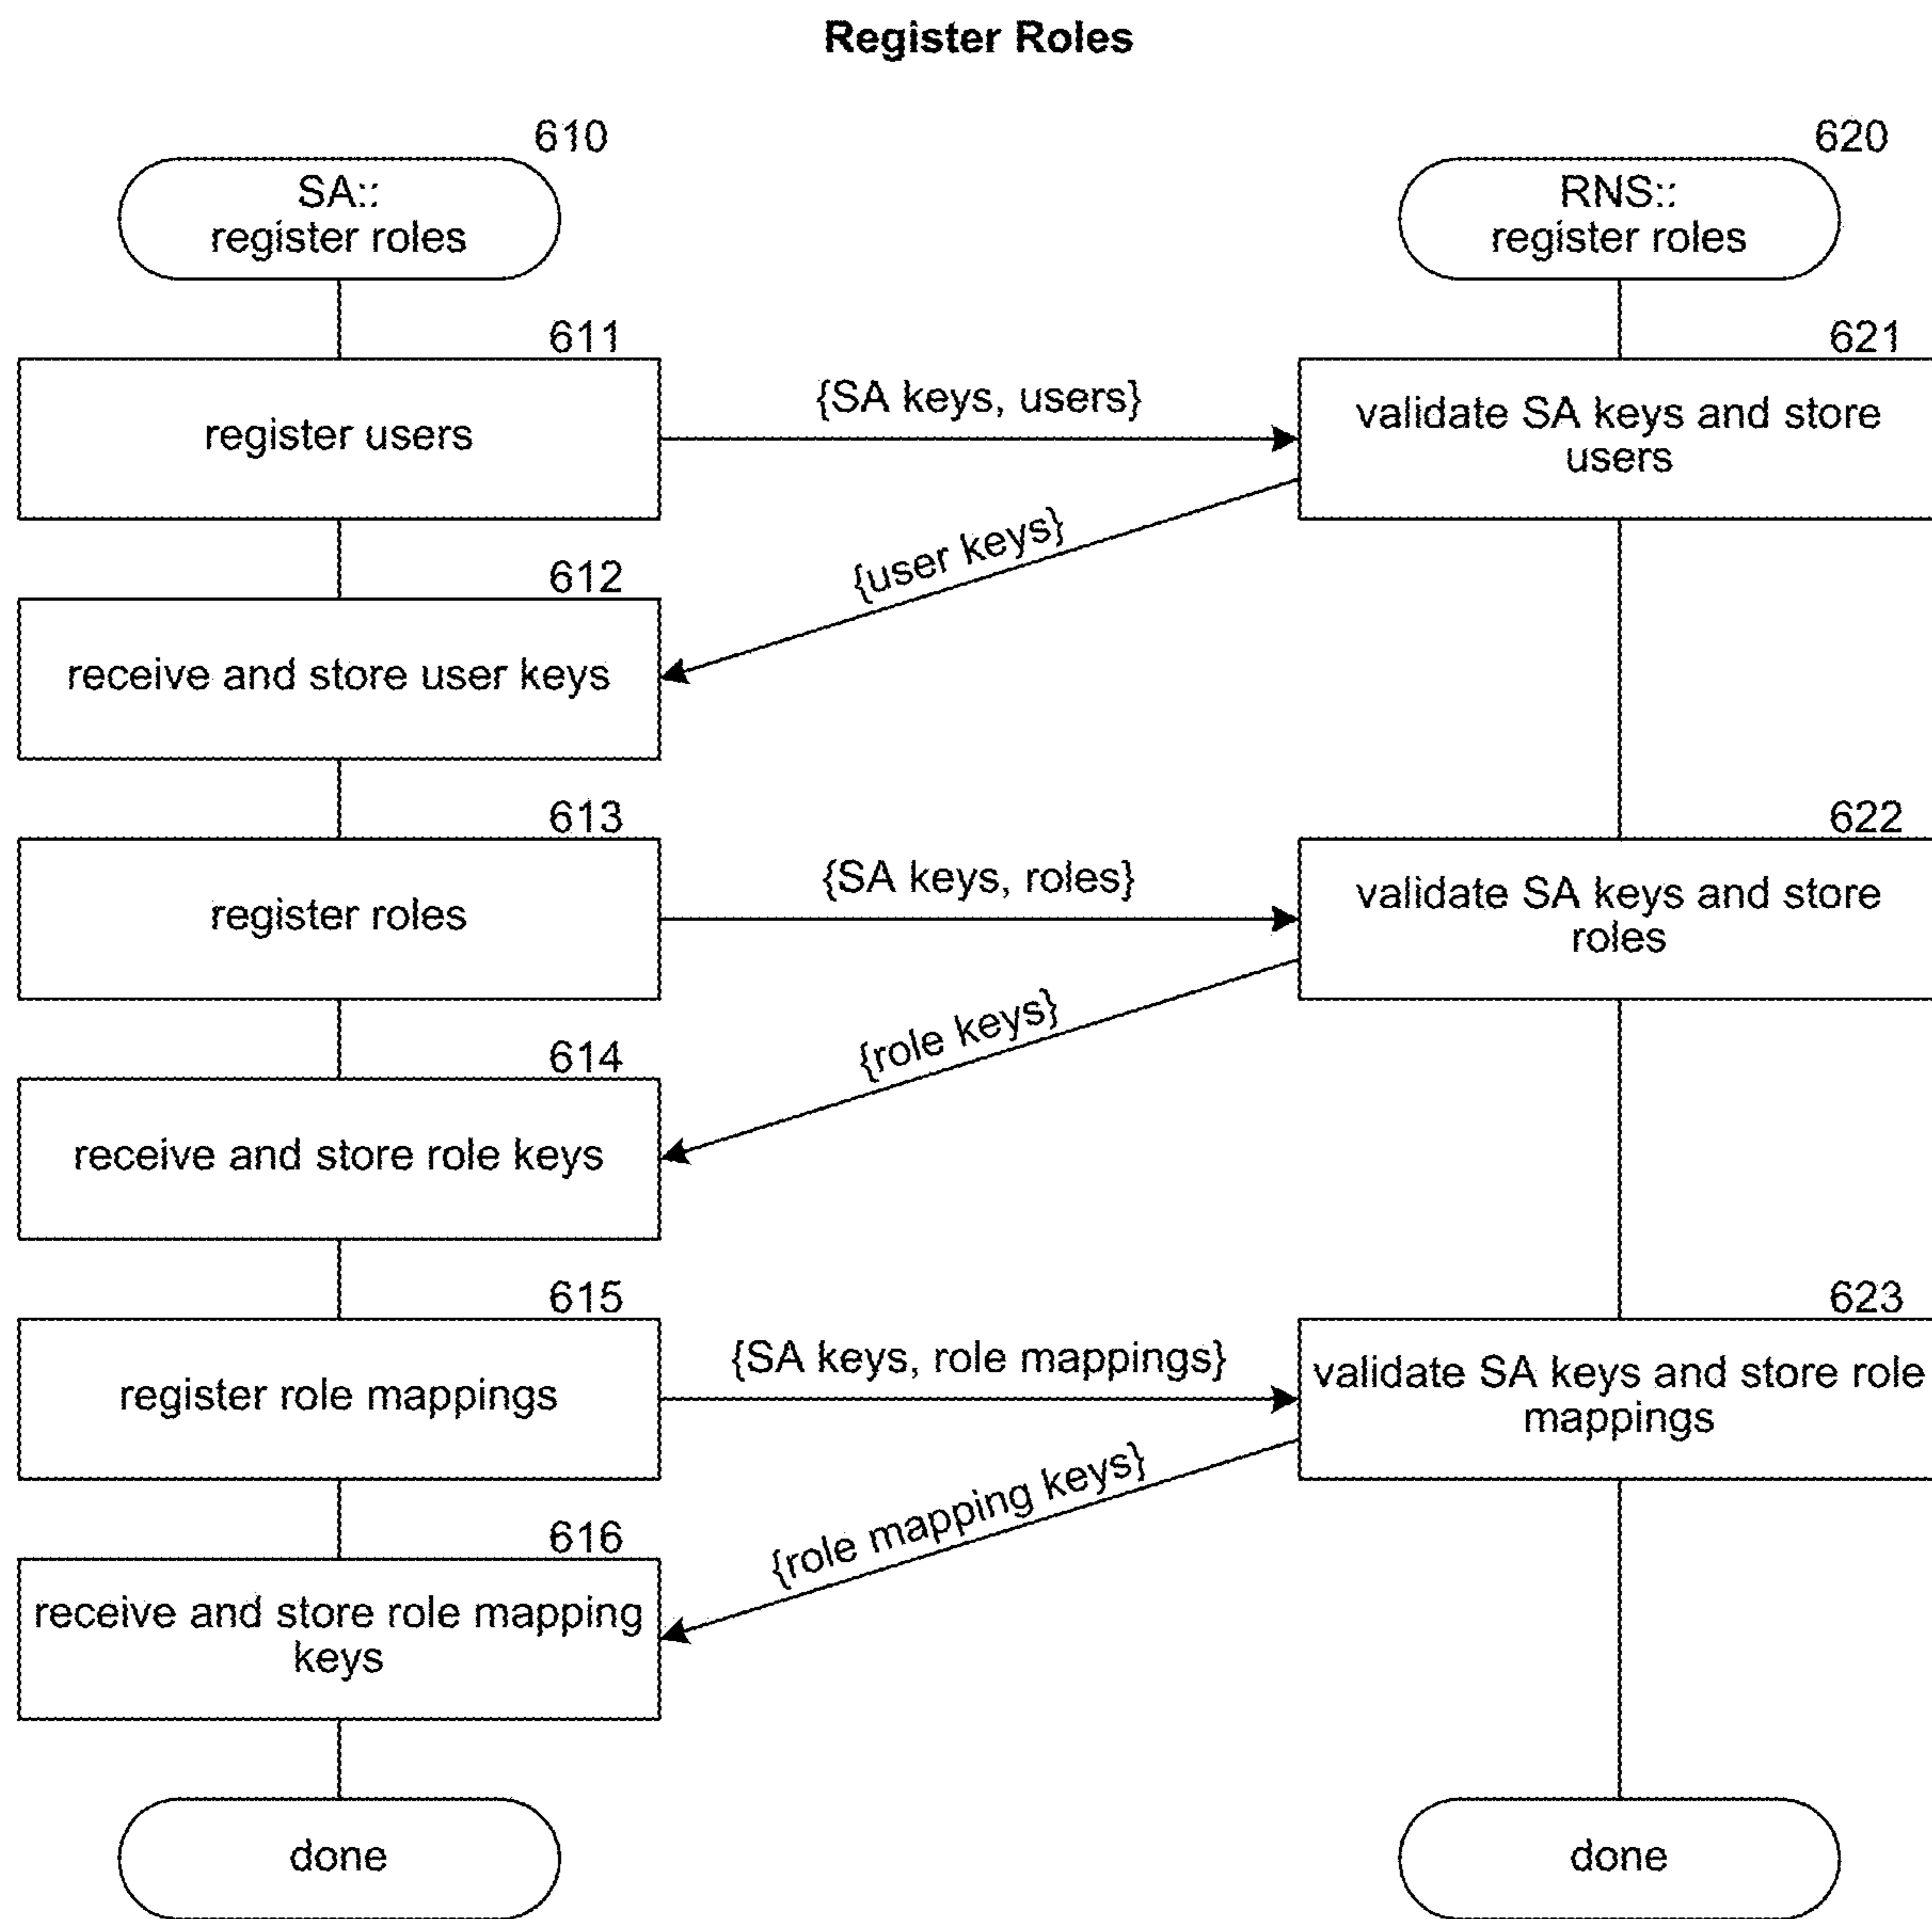 Register Roles
610
620
SA::
register roles
RNS::
register roles
611
621
register users
{SA keys, users}
validate SA keys and store
users
{user keys}
612
receive and store user keys
613
622
register roles
{SA keys, roles}
validate SA keys and store
roles
{role keys}
614
receive and store role keys
615
623
register role mappings
{SA keys, role mappings}
validate SA keys and store role
mappings
{role mapping keys}
616
receive and store role mapping
keys
done
done